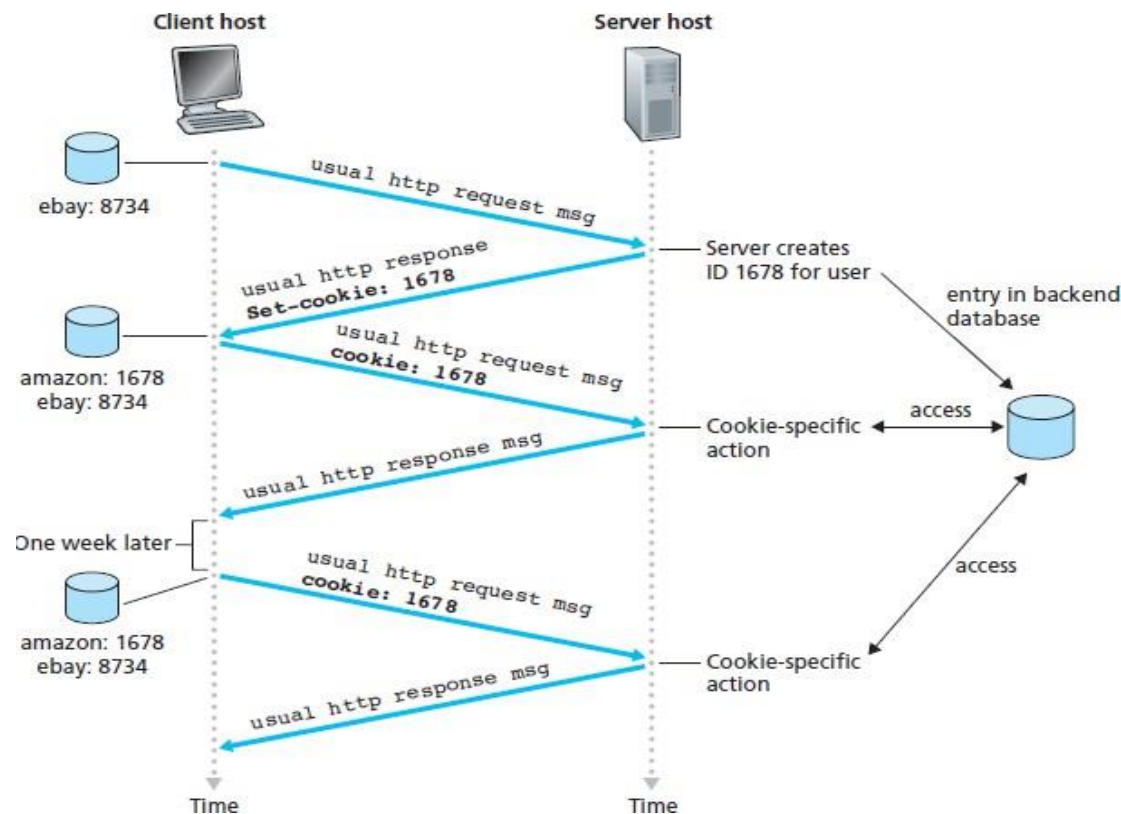 Client host
Server host
ebay: 8734
usual http request msg
Server creates
ID 1678 for user
entry in backend
database
usual http response
Set-cookie: 1678
amazon: 1678
ebay: 8734
usual http request msg
cookie: 1678
Cookie-specific
action
access
usual http response msg
One week later
usual http request msg
cookie: 1678
access
amazon: 1678
ebay: 8734
Cookie-specific
action
usual http response msg
Time
Time